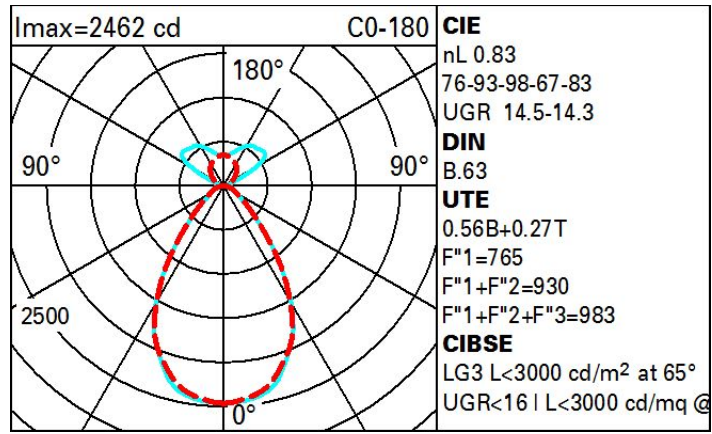 Imax=2462 cd
C0-180
180°
90°
90°
2500
0°
CIE
nL 0.83
76-93-98-67-83
UGR 14.5-14.3
DIN
B.63
UTE
0.56B+0.27T
F"1=765
F"1+F"2=930
F"1+F"2+F"3=983
CIBSE
LG3 L<3000 cd/m² at 65°
UGR<16 | L<3000 cd/mq @